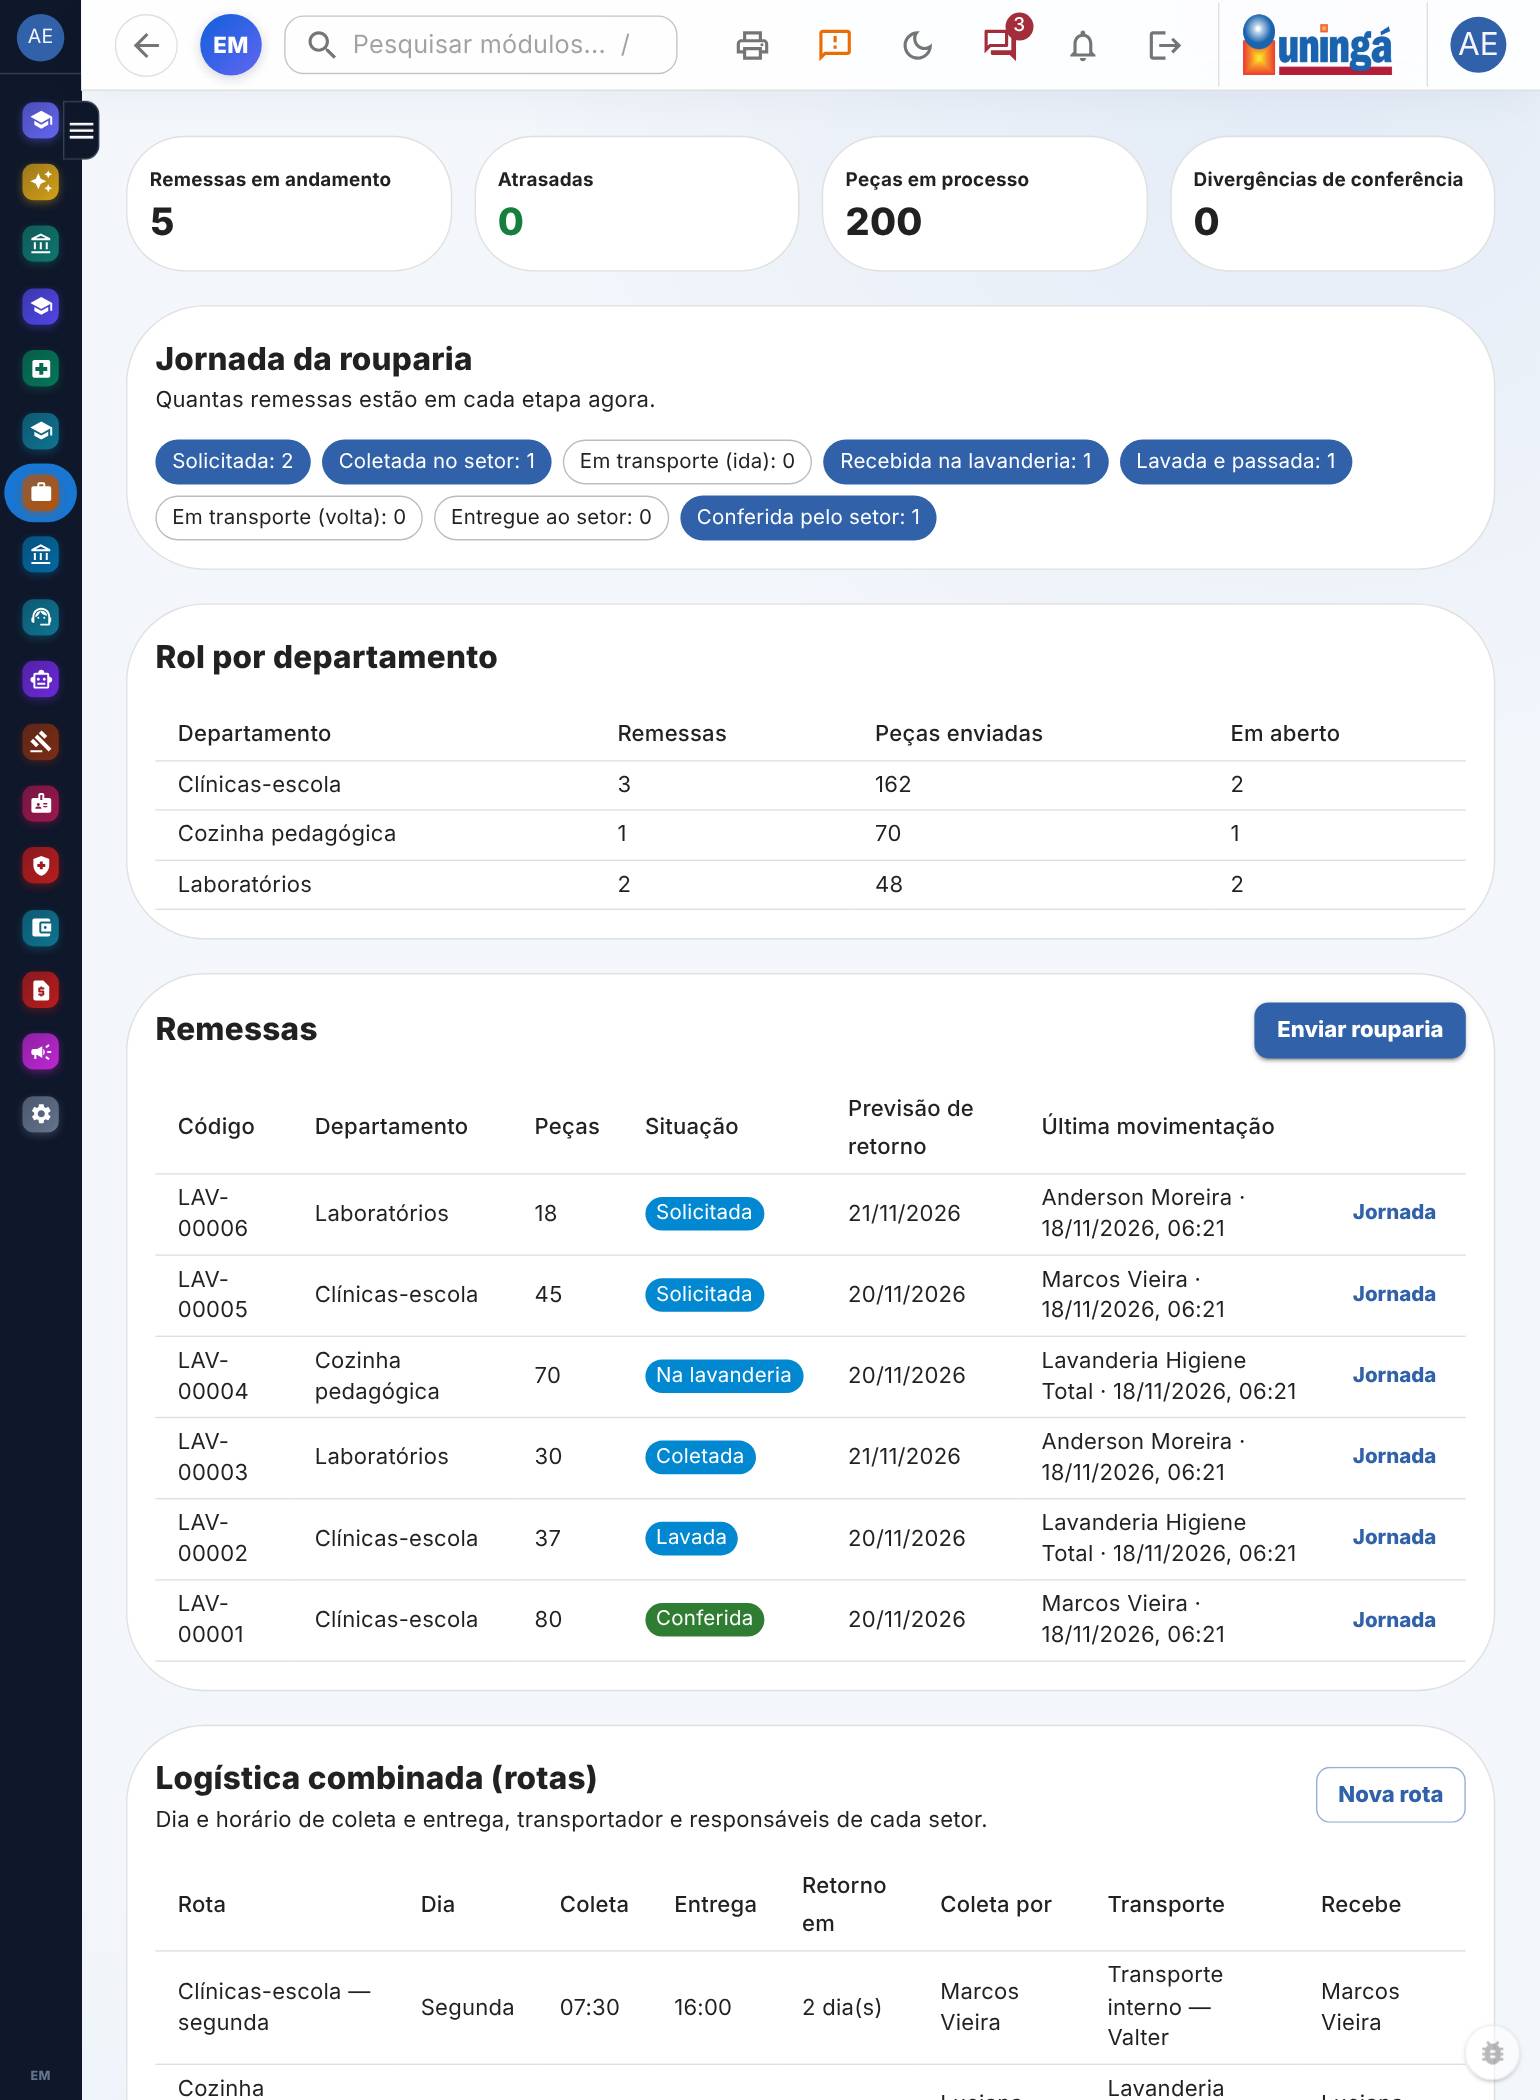 AE
EM
Pesquisar módulos... /
3
uningá
AE
Remessas em andamento
5
Atrasadas
0
Peças em processo
200
Divergências de conferência
0
Jornada da rouparia
Quantas remessas estão em cada etapa agora.
Solicitada: 2
Coletada no setor: 1
Em transporte (ida): 0
Recebida na lavanderia: 1
Lavada e passada: 1
Em transporte (volta): 0
Entregue ao setor: 0
Conferida pelo setor: 1
Rol por departamento
Departamento Remessas Peças enviadas Em aberto
Clínicas-escola 3 162 2
Cozinha pedagógica 1 70 1
Laboratórios 2 48 2
Remessas
Enviar rouparia
Código Departamento Peças Situação Previsão de retorno Última movimentação
LAV-00006 Laboratórios 18 Solicitada 21/11/2026 Anderson Moreira · 18/11/2026, 06:21 Jornada
LAV-00005 Clínicas-escola 45 Solicitada 20/11/2026 Marcos Vieira · 18/11/2026, 06:21 Jornada
LAV-00004 Cozinha pedagógica 70 Na lavanderia 20/11/2026 Lavanderia Higiene Total · 18/11/2026, 06:21 Jornada
LAV-00003 Laboratórios 30 Coletada 21/11/2026 Anderson Moreira · 18/11/2026, 06:21 Jornada
LAV-00002 Clínicas-escola 37 Lavada 20/11/2026 Lavanderia Higiene Total · 18/11/2026, 06:21 Jornada
LAV-00001 Clínicas-escola 80 Conferida 20/11/2026 Marcos Vieira · 18/11/2026, 06:21 Jornada
Logística combinada (rotas)
Dia e horário de coleta e entrega, transportador e responsáveis de cada setor.
Nova rota
Rota Dia Coleta Entrega Retorno em Coleta por Transporte Recebe
Clínicas-escola — segunda Segunda 07:30 16:00 2 dia(s) Marcos Vieira Transporte interno — Valter Marcos Vieira
Cozinha Lavanderia
EM